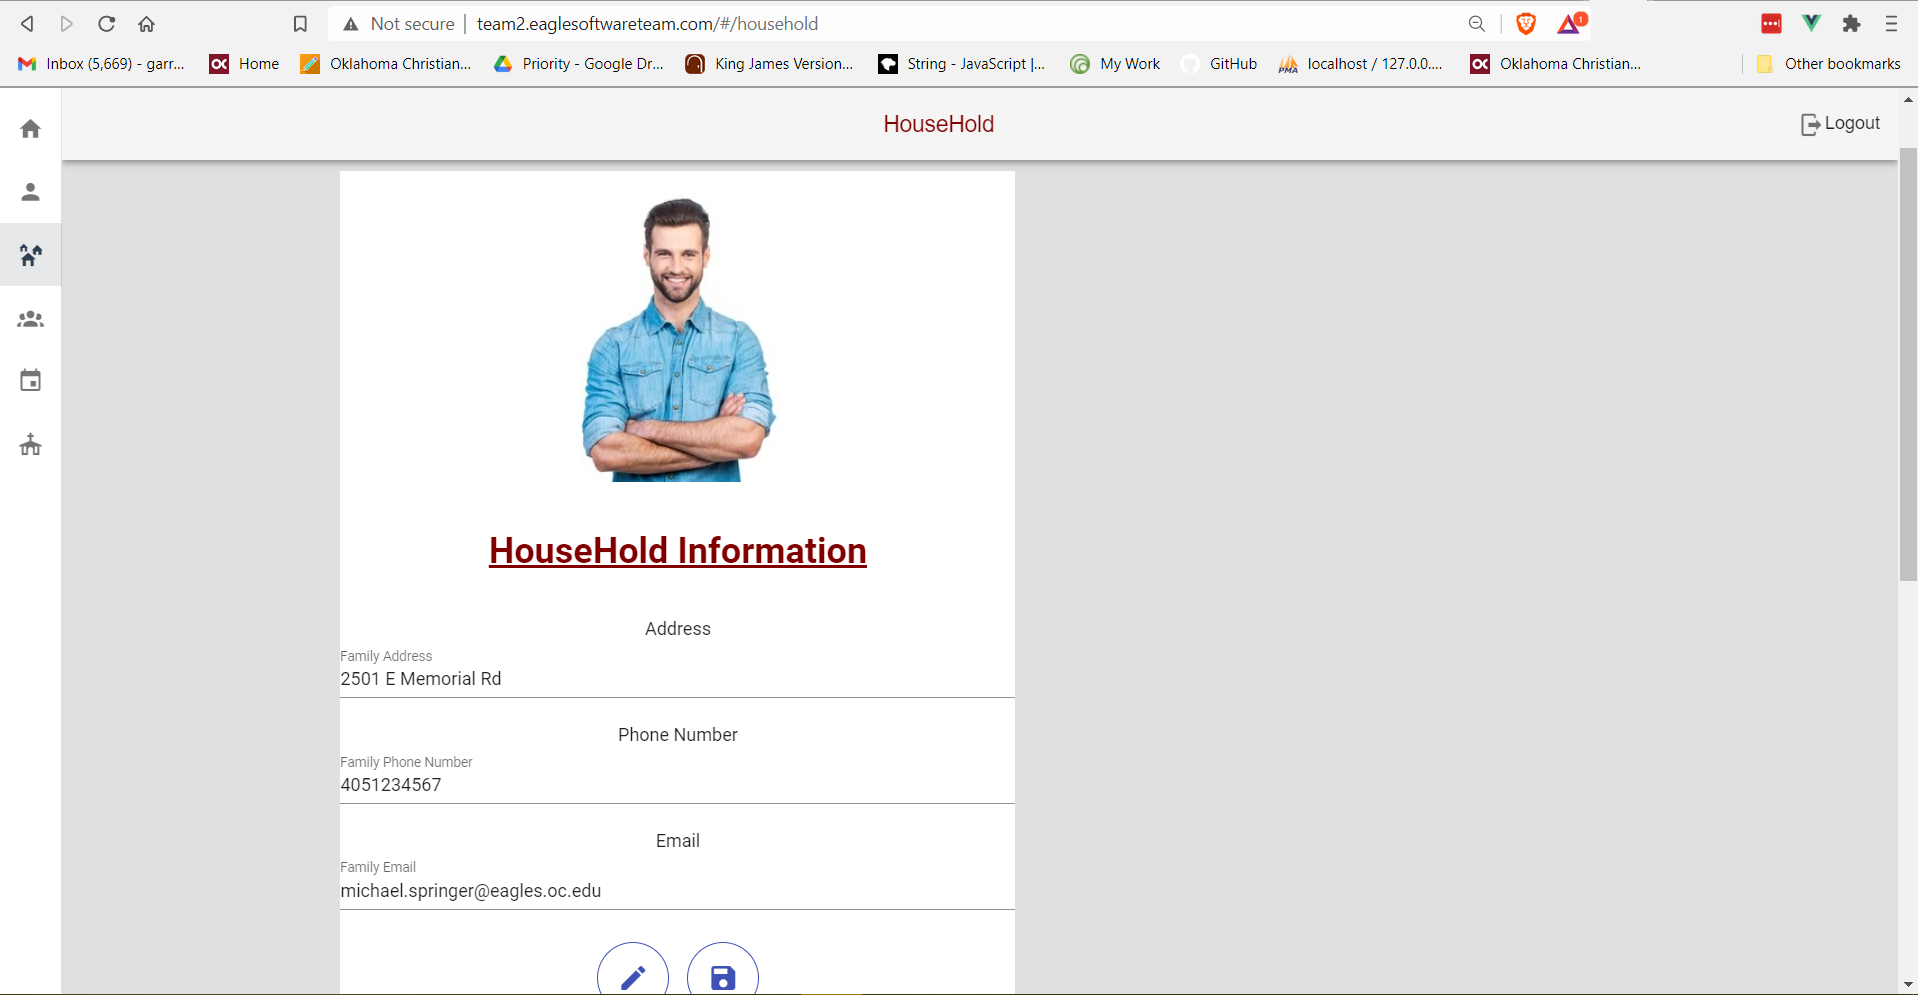 Not secure | team2.eaglesoftwareteam.com/#/household
1
Inbox (5,669) - garr... Home Oklahoma Christian... Priority - Google Dr... King James Version... String - JavaScript |... My Work GitHub localhost / 127.0.0.... Oklahoma Christian... Other bookmarks
HouseHold
Logout
HouseHold Information
Address
Family Address
2501 E Memorial Rd
Phone Number
Family Phone Number
4051234567
Email
Family Email
michael.springer@eagles.oc.edu